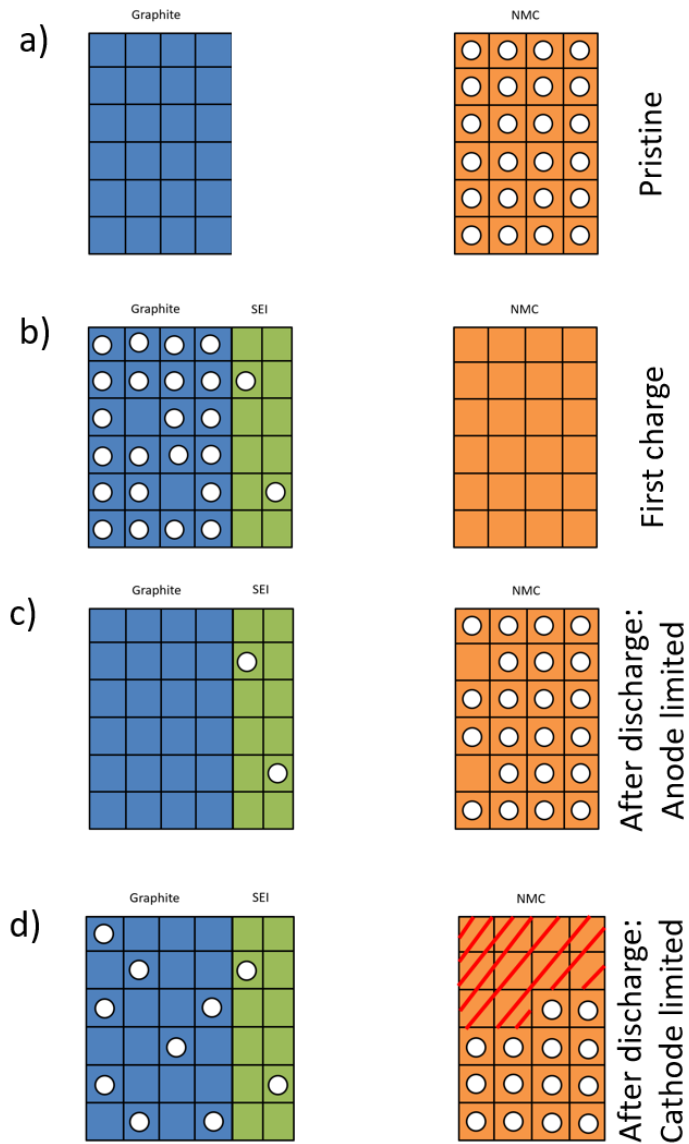 a)
Graphite
NMC
Pristine
b)
Graphite
SEI
NMC
First charge
c)
Graphite
SEI
NMC
After discharge:
Anode limited
d)
Graphite
SEI
NMC
After discharge:
Cathode limited